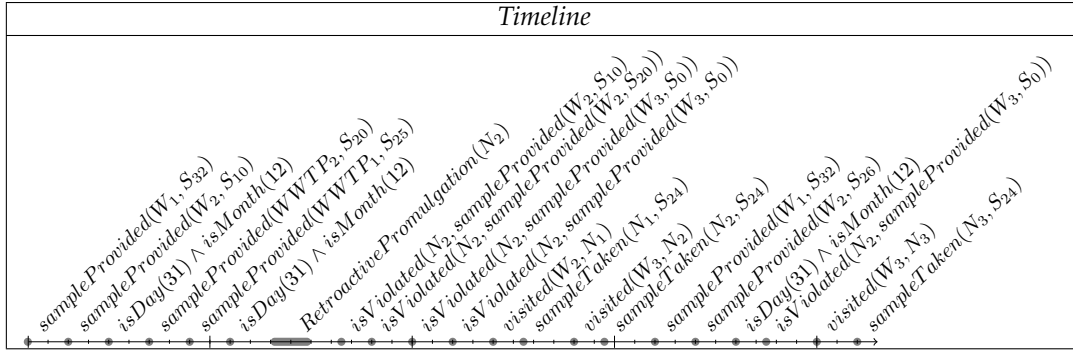 Timeline
sampleProvided(W₁, S₃₂)
sampleProvided(W₂, S₁₀)
isDay(31) ∧ isMonth(12)
sampleProvided(WWTP₂, S₂₀)
sampleProvided(WWTP₁, S₂₅)
isDay(31) ∧ isMonth(12)
RetroactivePromulgation(N₂)
isViolated(N₂, sampleProvided(W₂, S₁₀)
isViolated(N₂, sampleProvided(W₂, S₂₀))
isViolated(N₂, sampleProvided(W₃, S₀))
isViolated(N₂, sampleProvided(W₃, S₀))
visited(W₂, N₁)
sampleTaken(N₁, S₂₄)
visited(W₃, N₂)
sampleTaken(N₂, S₂₄)
sampleProvided(W₁, S₃₂)
sampleProvided(W₂, S₂₆)
isDay(31) ∧ isMonth(12)
isViolated(N₂, sampleProvided(W₃, S₀))
visited(W₃, N₃)
sampleTaken(N₃, S₂₄)